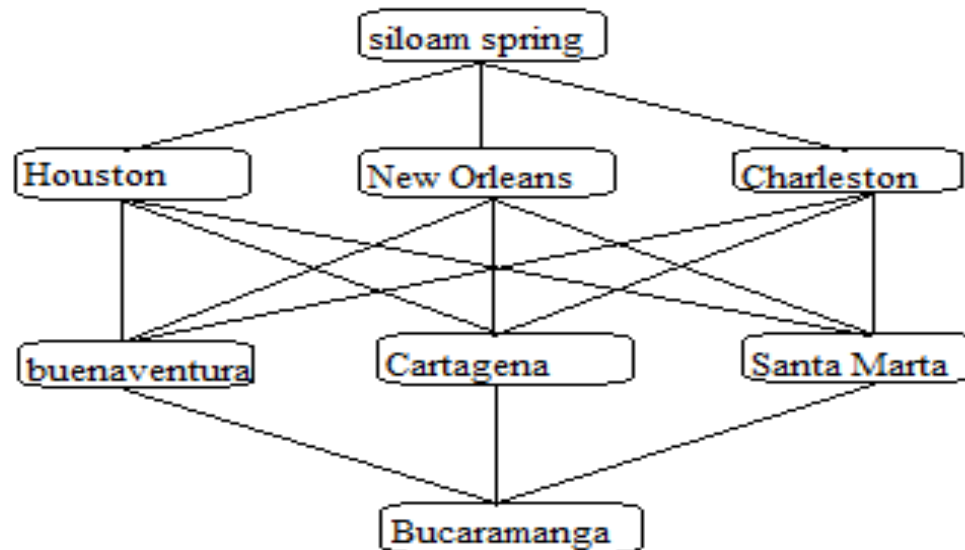 siloam spring
Houston
New Orleans
Charleston
buenaventura
Cartagena
Santa Marta
Bucaramanga